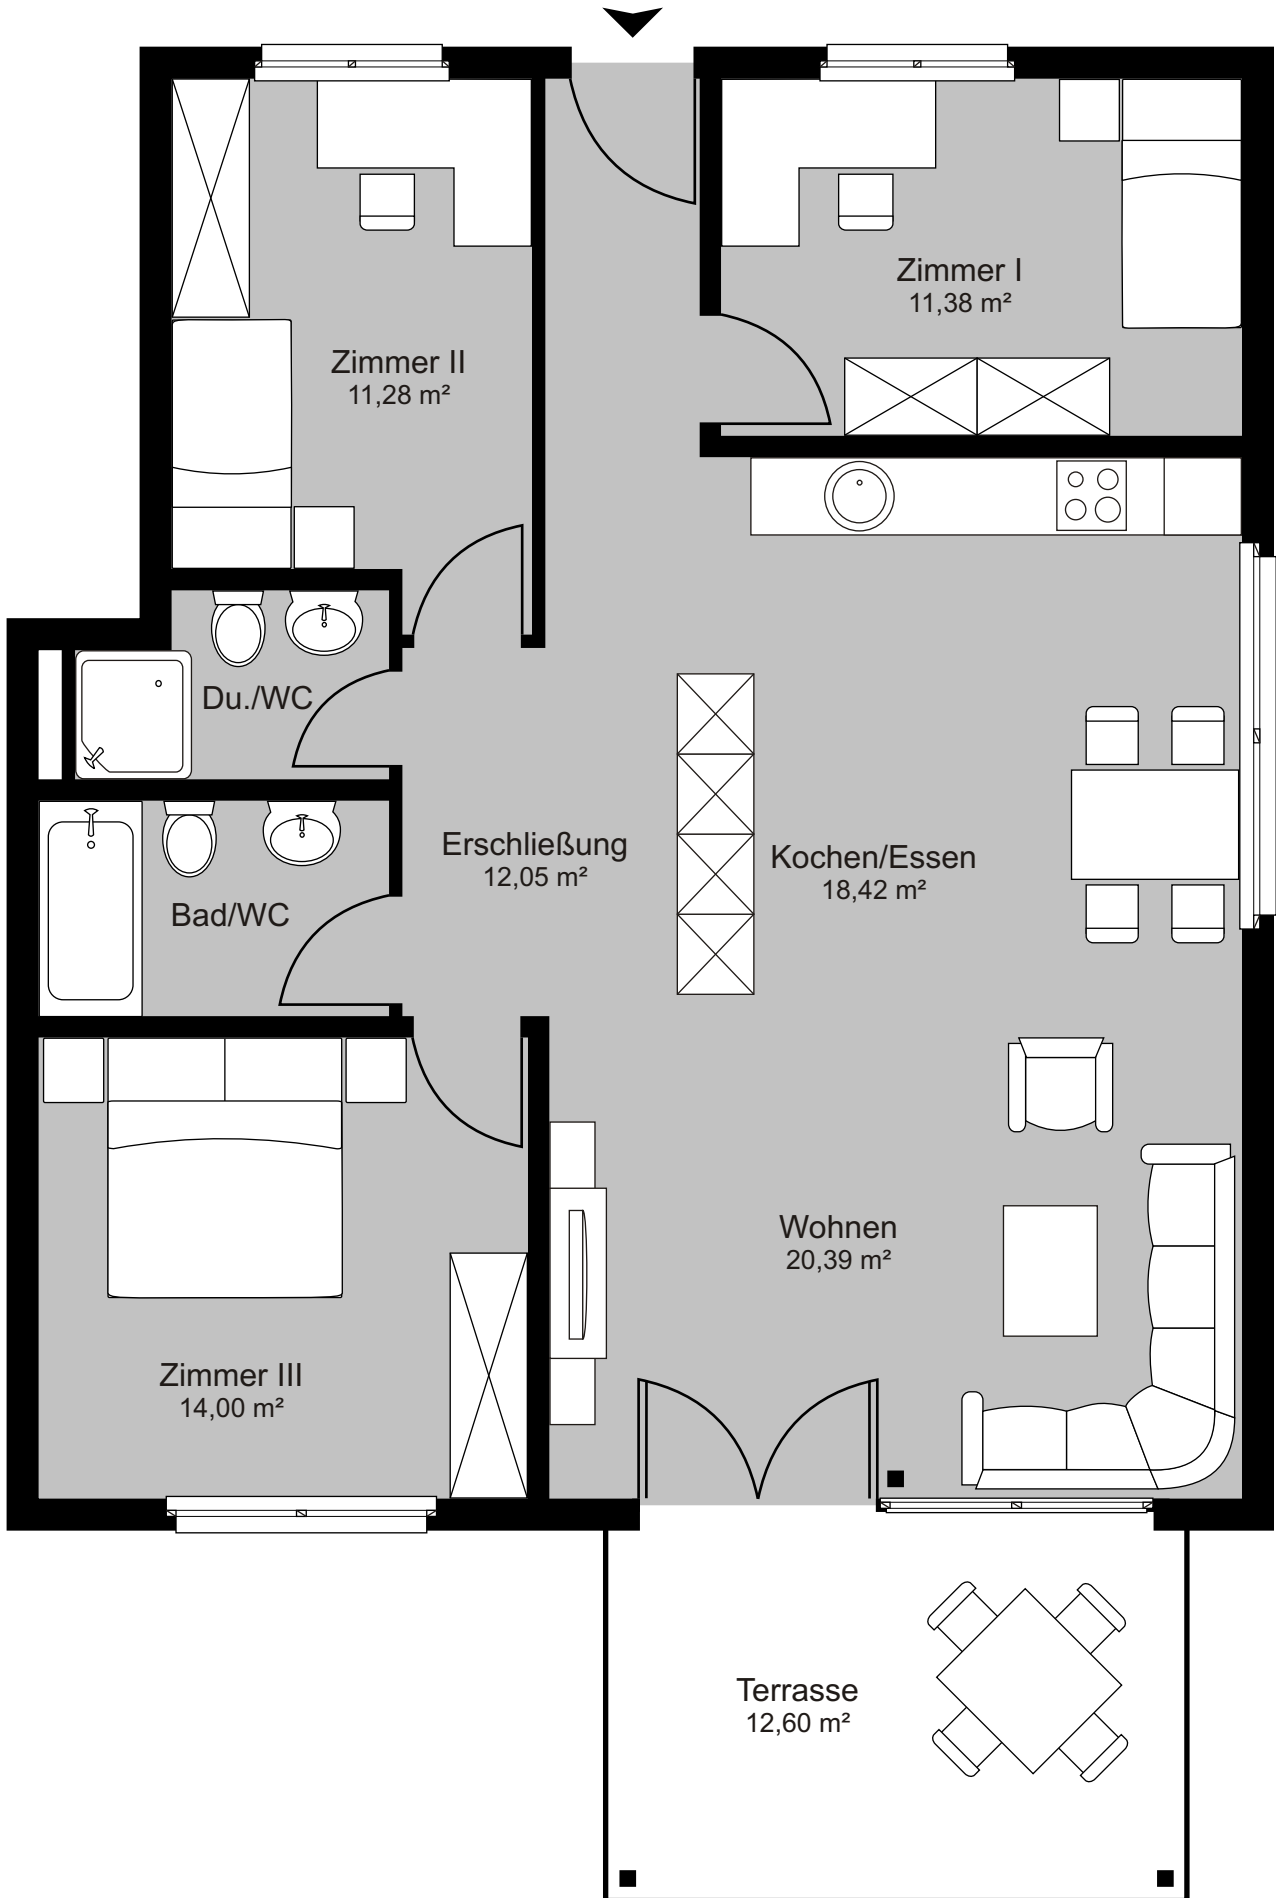 Zimmer I
11,38 m²
Zimmer II
11,28 m²
Du./WC
Erschließung
12,05 m²
Kochen/Essen
18,42 m²
Bad/WC
Wohnen
20,39 m²
Zimmer III
14,00 m²
Terrasse
12,60 m²